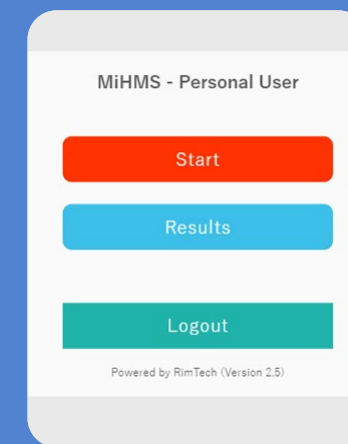 MiHMS - Personal User
Start
Results
Logout
Powered by RimTech (Version 2.5)